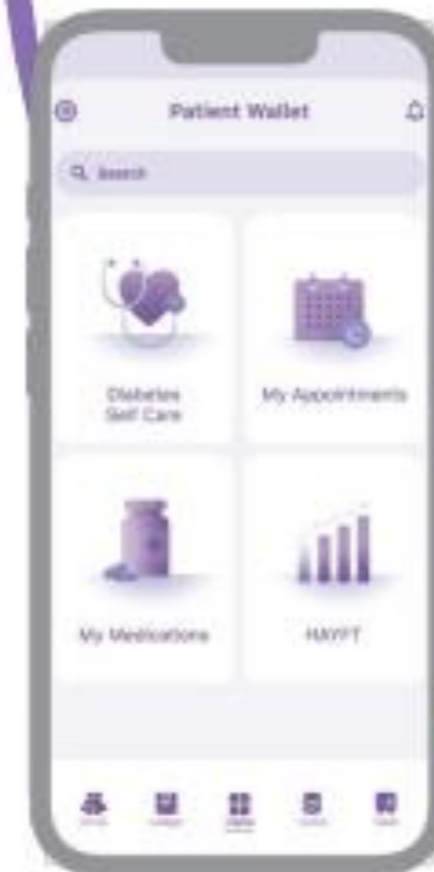 Patient Wallet
Search
Diabetes
Self Care
My Appointments
My Medications
HAYFT